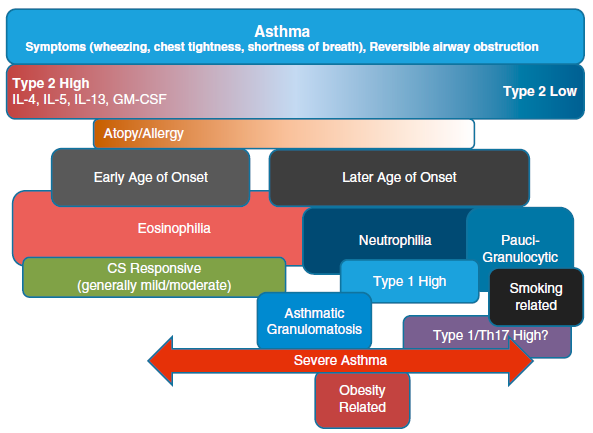 Asthma
Symptoms (wheezing, chest tightness, shortness of breath), Reversible airway obstruction
Type 2 High
IL-4, IL-5, IL-13, GM-CSF
Type 2 Low
Atopy/Allergy
Early Age of Onset
Later Age of Onset
Eosinophilia
Neutrophilia
Pauci-
Granulocytic
CS Responsive
(generally mild/moderate)
Type 1 High
Smoking
related
Asthmatic
Granulomatosis
Type 1/Th17 High?
Severe Asthma
Obesity
Related